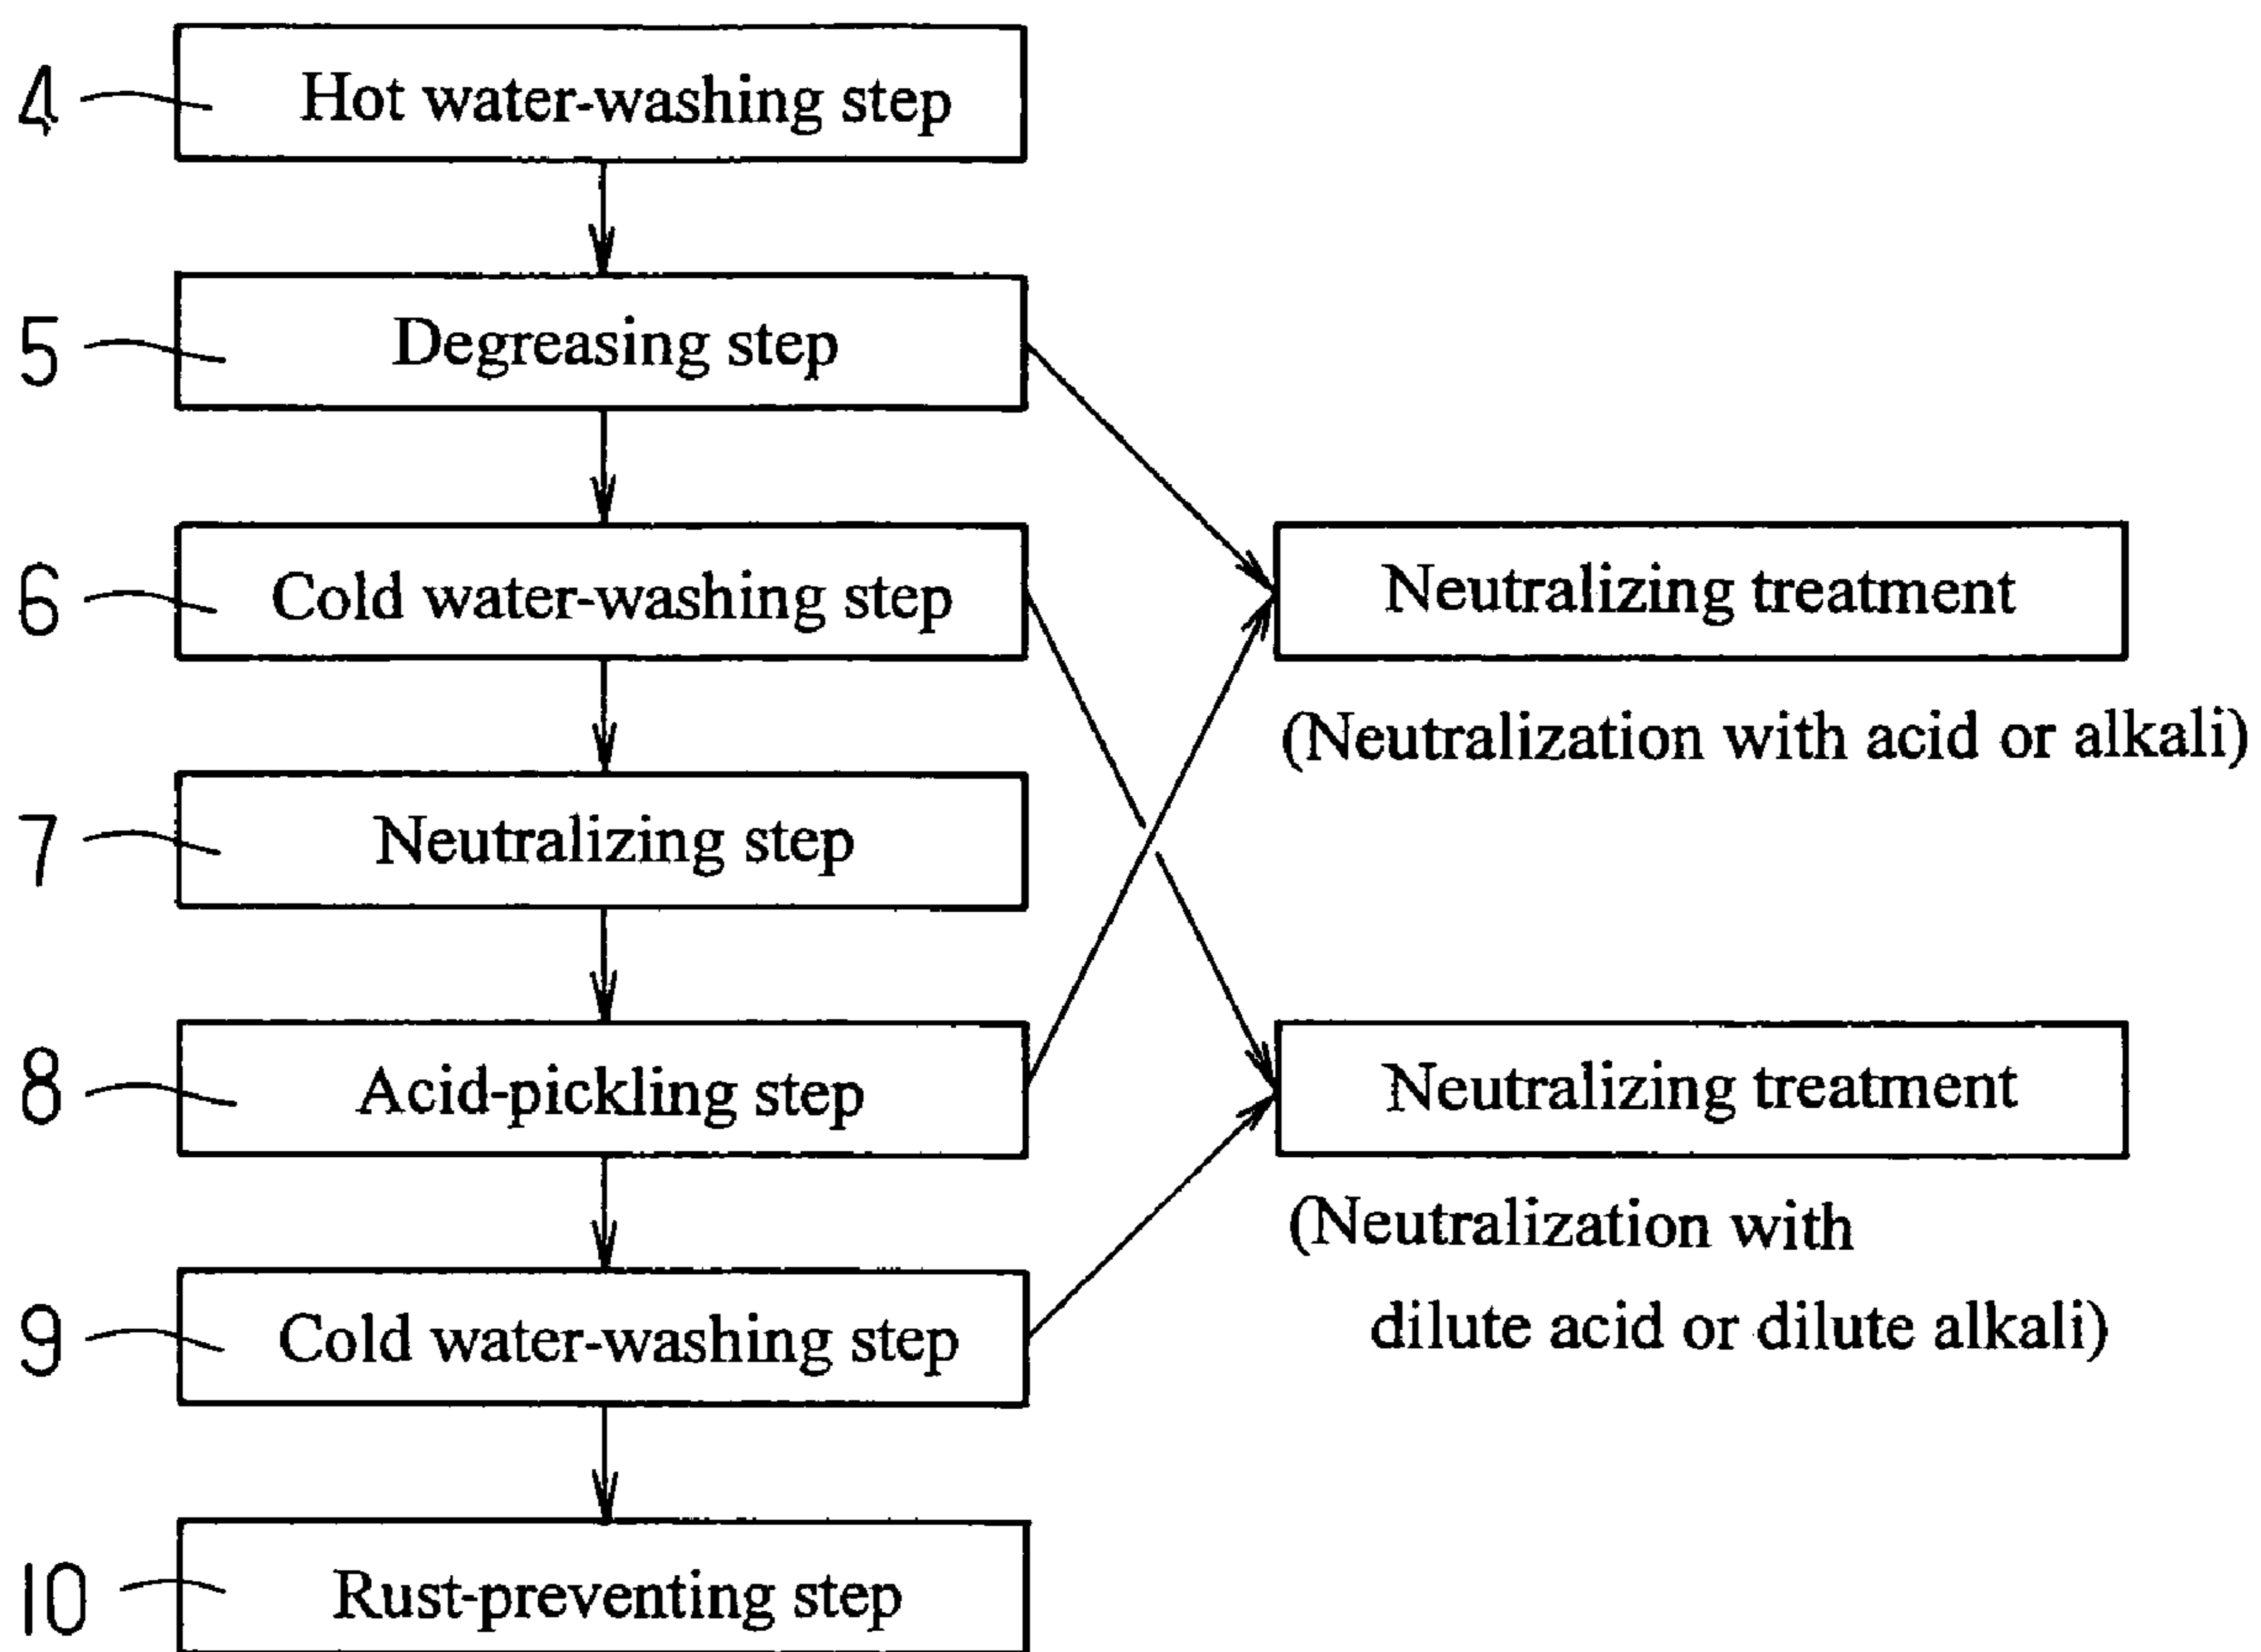 4 Hot water-washing step
5 Degreasing step
6 Cold water-washing step
Neutralizing treatment
(Neutralization with acid or alkali)
7 Neutralizing step
8 Acid-pickling step
Neutralizing treatment
(Neutralization with
dilute acid or dilute alkali)
9 Cold water-washing step
10 Rust-preventing step